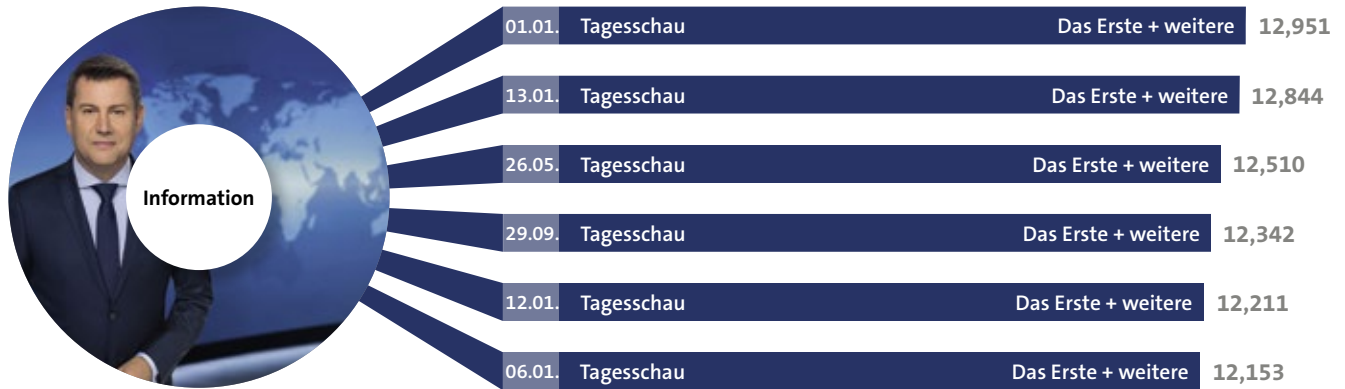 01.01. Tagesschau Das Erste + weitere 12,951
13.01. Tagesschau Das Erste + weitere 12,844
26.05. Tagesschau Das Erste + weitere 12,510
Information
29.09. Tagesschau Das Erste + weitere 12,342
12.01. Tagesschau Das Erste + weitere 12,211
06.01. Tagesschau Das Erste + weitere 12,153